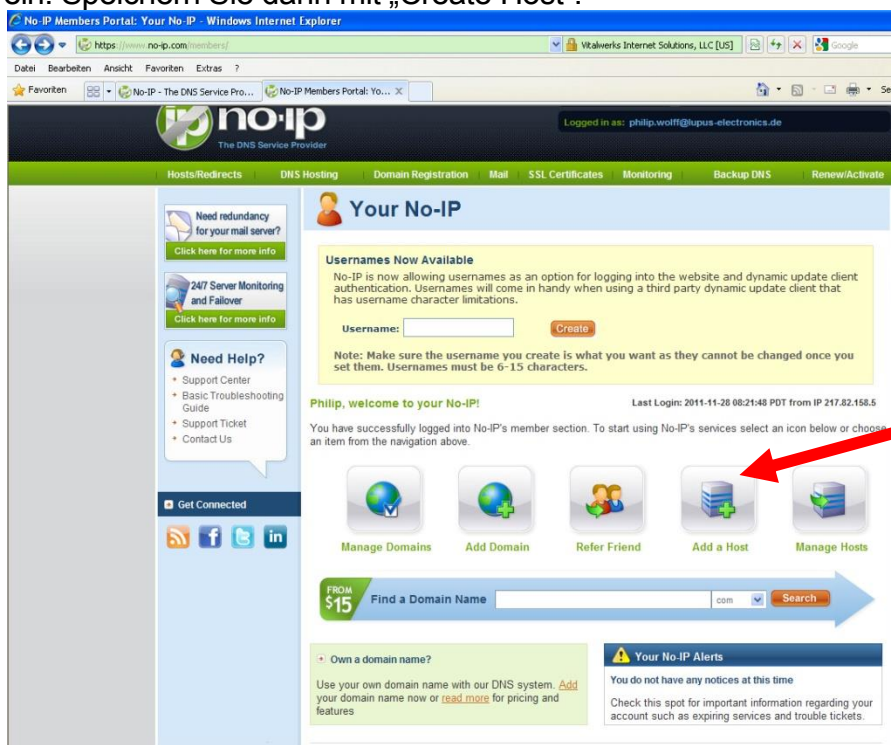 ein. Speichern Sie dann mit „Create Host“.
No-IP Members Portal: Your No-IP - Windows Internet Explorer
https://www.no-ip.com/members/
Vitalwerks Internet Solutions, LLC [US]
Google
Datei Bearbeiten Ansicht Favoriten Extras ?
Favoriten
No-IP - The DNS Service Pro...
No-IP Members Portal: Yo... X
Se
no-ip
The DNS Service Provider
Logged in as: philip.wolff@lupus-electronics.de
Hosts/Redirects DNS Hosting Domain Registration Mail SSL Certificates Monitoring Backup DNS Renew/Activate
Need redundancy
for your mail server?
Click here for more info
24/7 Server Monitoring
and Failover
Click here for more info
Need Help?
Support Center
Basic Troubleshooting
Guide
Support Ticket
Contact Us
Get Connected
Your No-IP
Usernames Now Available
No-IP is now allowing usernames as an option for logging into the website and dynamic update client
authentication. Usernames will come in handy when using a third party dynamic update client that
has username character limitations.
Username:
Create
Note: Make sure the username you create is what you want as they cannot be changed once you
set them. Usernames must be 6-15 characters.
Philip, welcome to your No-IP!
Last Login: 2011-11-28 08:21:48 PDT from IP 217.82.158.5
You have successfully logged into No-IP's member section. To start using No-IP's services select an icon below or choose
an item from the navigation above.
Manage Domains
Add Domain
Refer Friend
Add a Host
Manage Hosts
FROM
$15
Find a Domain Name
com
Search
Own a domain name?
Use your own domain name with our DNS system. Add
your domain name now or read more for pricing and
features
Your No-IP Alerts
You do not have any notices at this time
Check this spot for important information regarding your
account such as expiring services and trouble tickets.